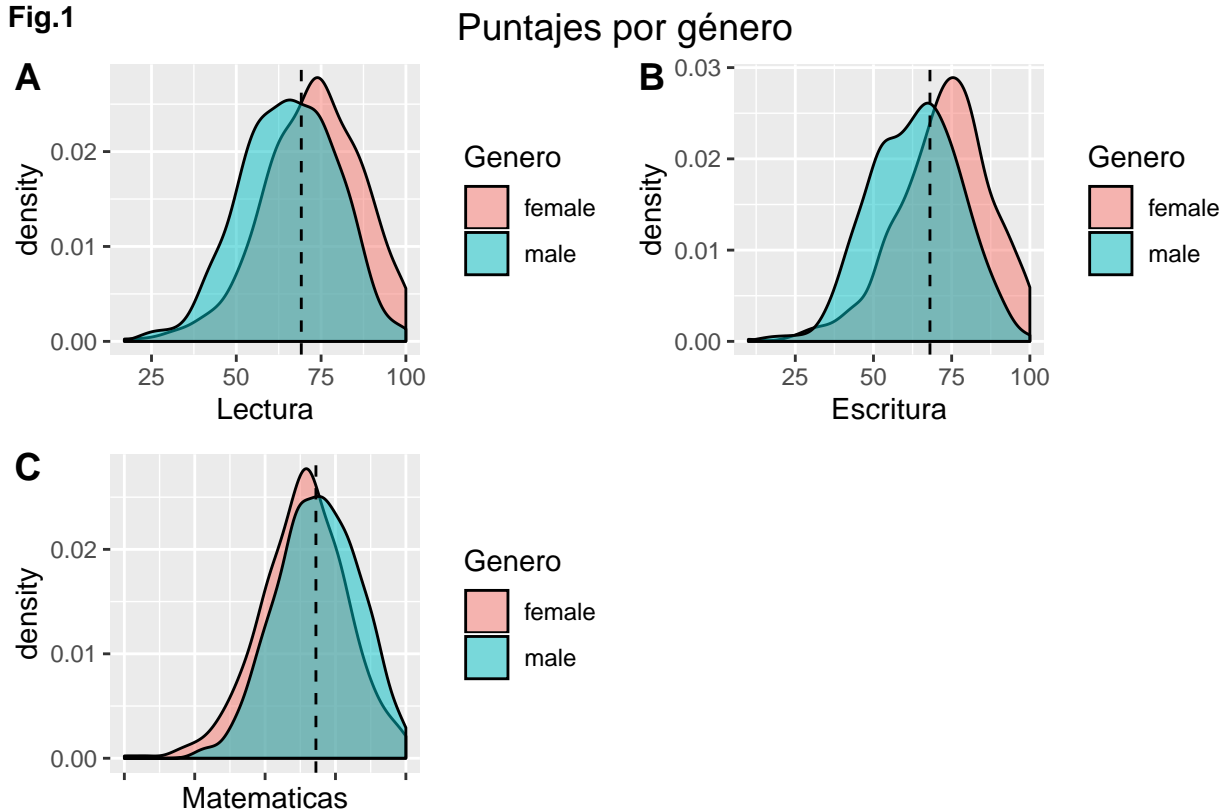 Fig.1
Puntajes por género
A
0.02
0.01
0.00
density
25 50 75 100
Lectura
Genero
female
male
B
0.03
0.02
0.01
0.00
density
25 50 75 100
Escritura
Genero
female
male
C
0.02
0.01
0.00
density
Matematicas
Genero
female
male